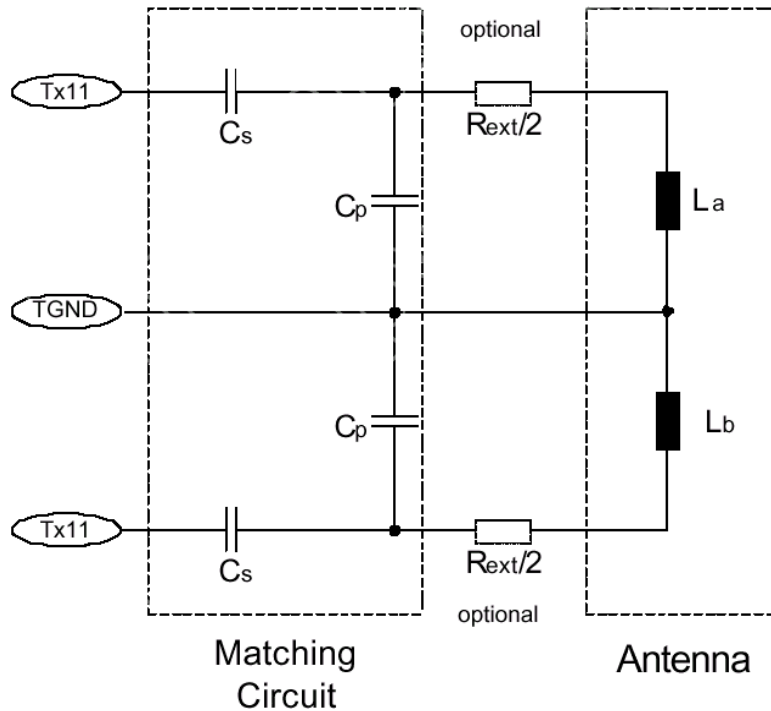 optional
Tx11
Cs
Rext/2
Cp
La
TGND
Cp
Lb
Tx11
Cs
Rext/2
optional
Matching
Circuit
Antenna